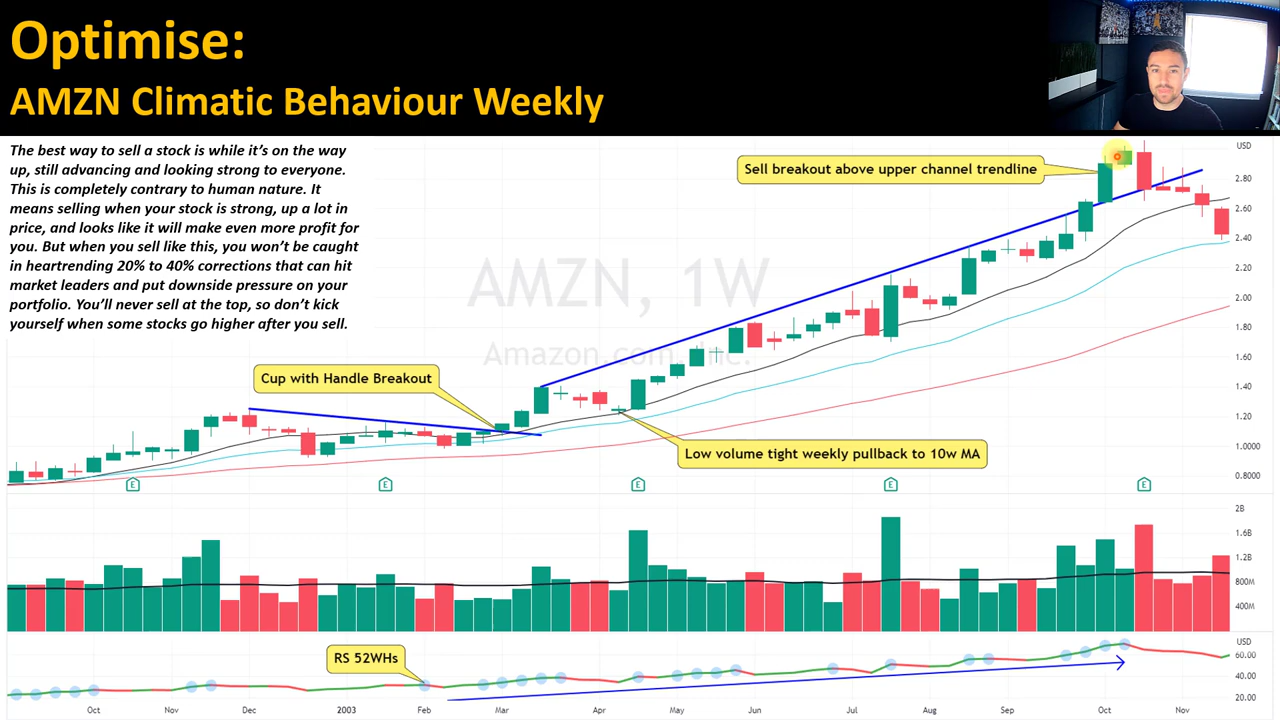 Optimise:
AMZN Climatic Behaviour Weekly
The best way to sell a stock is while it’s on the way
up, still advancing and looking strong to everyone.
This is completely contrary to human nature. It
means selling when your stock is strong, up a lot in
price, and looks like it will make even more profit for
you. But when you sell like this, you won’t be caught
in heartrending 20% to 40% corrections that can hit
market leaders and put downside pressure on your
portfolio. You’ll never sell at the top, so don’t kick
yourself when some stocks go higher after you sell.
Sell breakout above upper channel trendline
AMZN, 1W
Amazon.com, Inc.
Cup with Handle Breakout
Low volume tight weekly pullback to 10w MA
USD
2.80
2.60
2.40
2.20
2.00
1.80
1.60
1.40
1.20
1.0000
0.8000
E
E
E
E
E
2B
1.6B
1.2B
800M
400M
RS 52WHs
USD
60.00
40.00
20.00
Oct Nov Dec 2003 Feb Mar Apr May Jun Jul Aug Sep Oct Nov